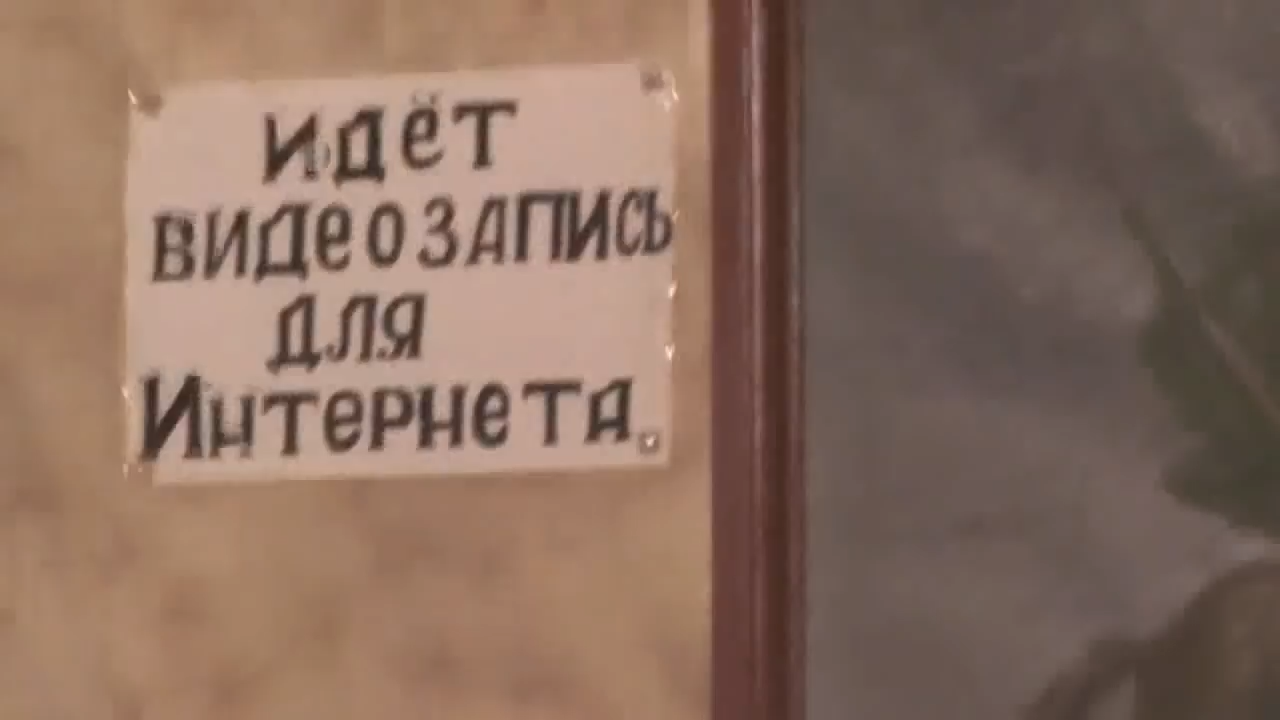 идёт
видеозапись
для
Интернета.